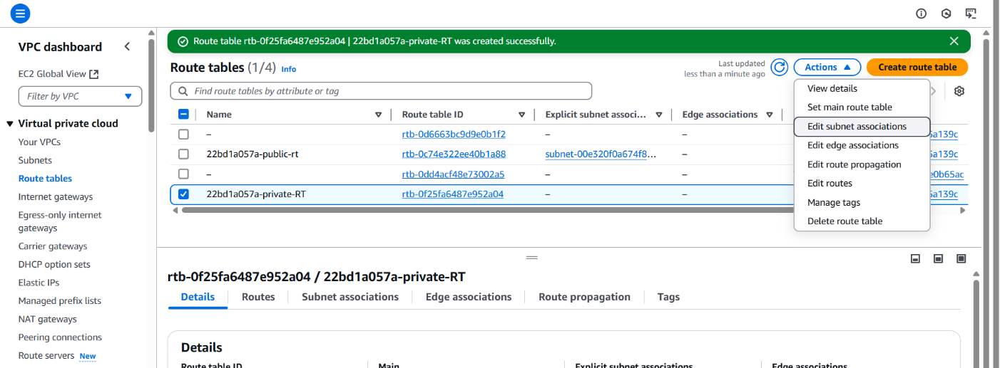 Route table rtb-0f25fa6487e952a04 | 22bd1a057a-private-RT was created successfully.
VPC dashboard
EC2 Global View
Filter by VPC
Virtual private cloud
Your VPCs
Subnets
Route tables
Internet gateways
Egress-only internet
gateways
Carrier gateways
DHCP option sets
Elastic IPs
Managed prefix lists
NAT gateways
Peering connections
Route servers New
Route tables (1/4) Info
Last updated
less than a minute ago
Actions
Create route table
Find route tables by attribute or tag
View details
Set main route table
Edit subnet associations
Edit edge associations
Edit route propagation
Edit routes
Manage tags
Delete route table
Name Route table ID Explicit subnet associ... Edge associations
– rtb-0d6663bc9d9e0b1f2 – – 5a139c
22bd1a057a-public-rt rtb-0c74e322ee40b1a88 subnet-00e320f0a674f8... – 5a139c
– rtb-0dd4acf48e73002a5 – – e0b65ac
22bd1a057a-private-RT rtb-0f25fa6487e952a04 – – 5a139c
rtb-0f25fa6487e952a04 / 22bd1a057a-private-RT
Details Routes Subnet associations Edge associations Route propagation Tags
Details
Route table ID Main Explicit subnet associations Edge associations